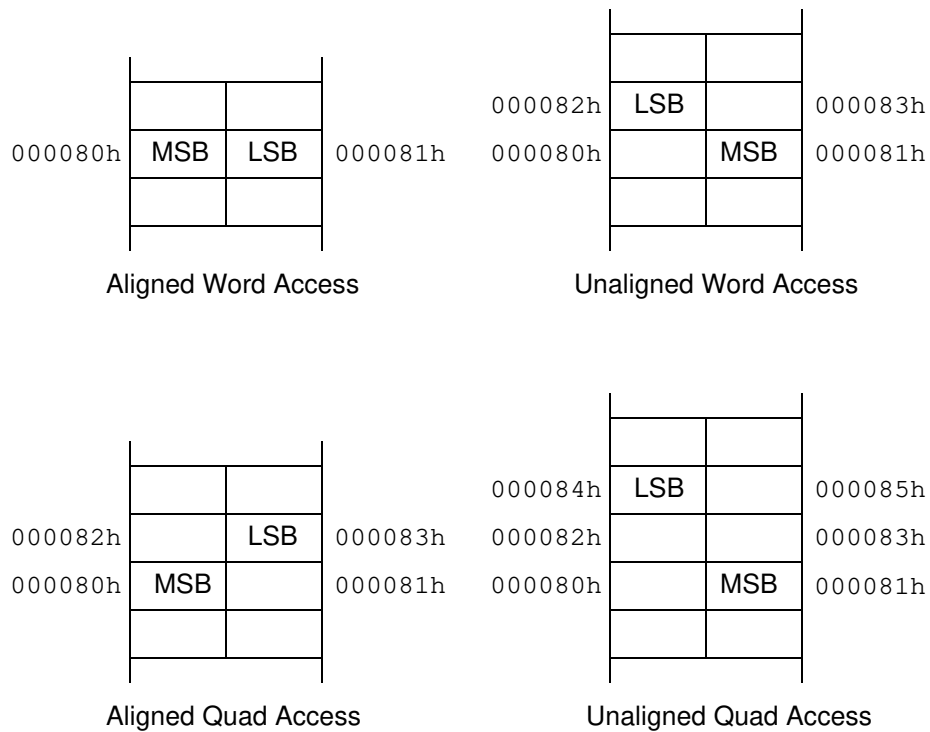 000080h MSB LSB 000081h
Aligned Word Access
000082h LSB 000083h
000080h MSB 000081h
Unaligned Word Access
000082h LSB 000083h
000080h MSB 000081h
Aligned Quad Access
000084h LSB 000085h
000082h 000083h
000080h MSB 000081h
Unaligned Quad Access